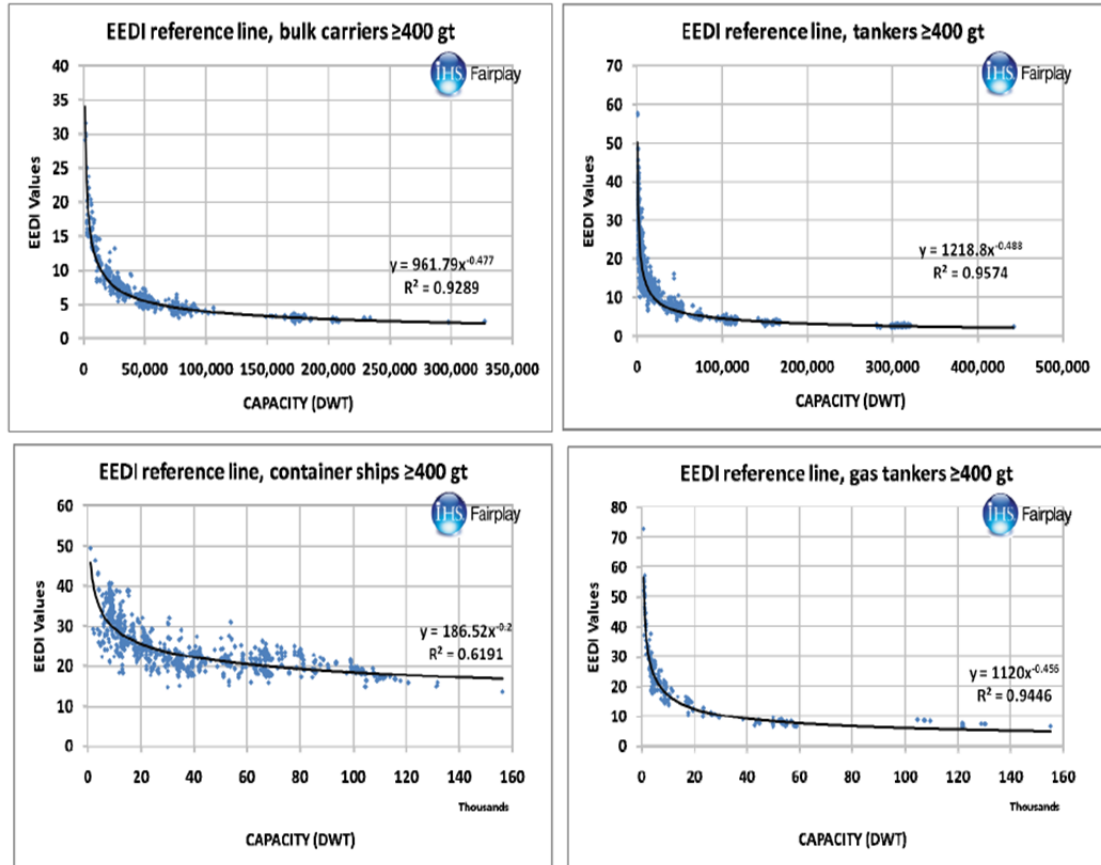 EEDI reference line, bulk carriers ≥400 gt
iHS Fairplay
40
35
30
25
20
15
10
5
0
EEDI Values
y = 961.79x^-0.477
R² = 0.9289
0 50,000 100,000 150,000 200,000 250,000 300,000 350,000
CAPACITY (DWT)
EEDI reference line, tankers ≥400 gt
iHS Fairplay
70
60
50
40
30
20
10
0
EEDI Values
y = 1218.8x^-0.488
R² = 0.9574
0 100,000 200,000 300,000 400,000 500,000
CAPACITY (DWT)
EEDI reference line, container ships ≥400 gt
iHS Fairplay
60
50
40
30
20
10
0
EEDI Values
y = 186.52x^-0.2
R² = 0.6191
0 20 40 60 80 100 120 140 160
Thousands
CAPACITY (DWT)
EEDI reference line, gas tankers ≥400 gt
iHS Fairplay
80
70
60
50
40
30
20
10
0
EEDI Values
y = 1120x^-0.456
R² = 0.9446
0 20 40 60 80 100 120 140 160
Thousands
CAPACITY (DWT)